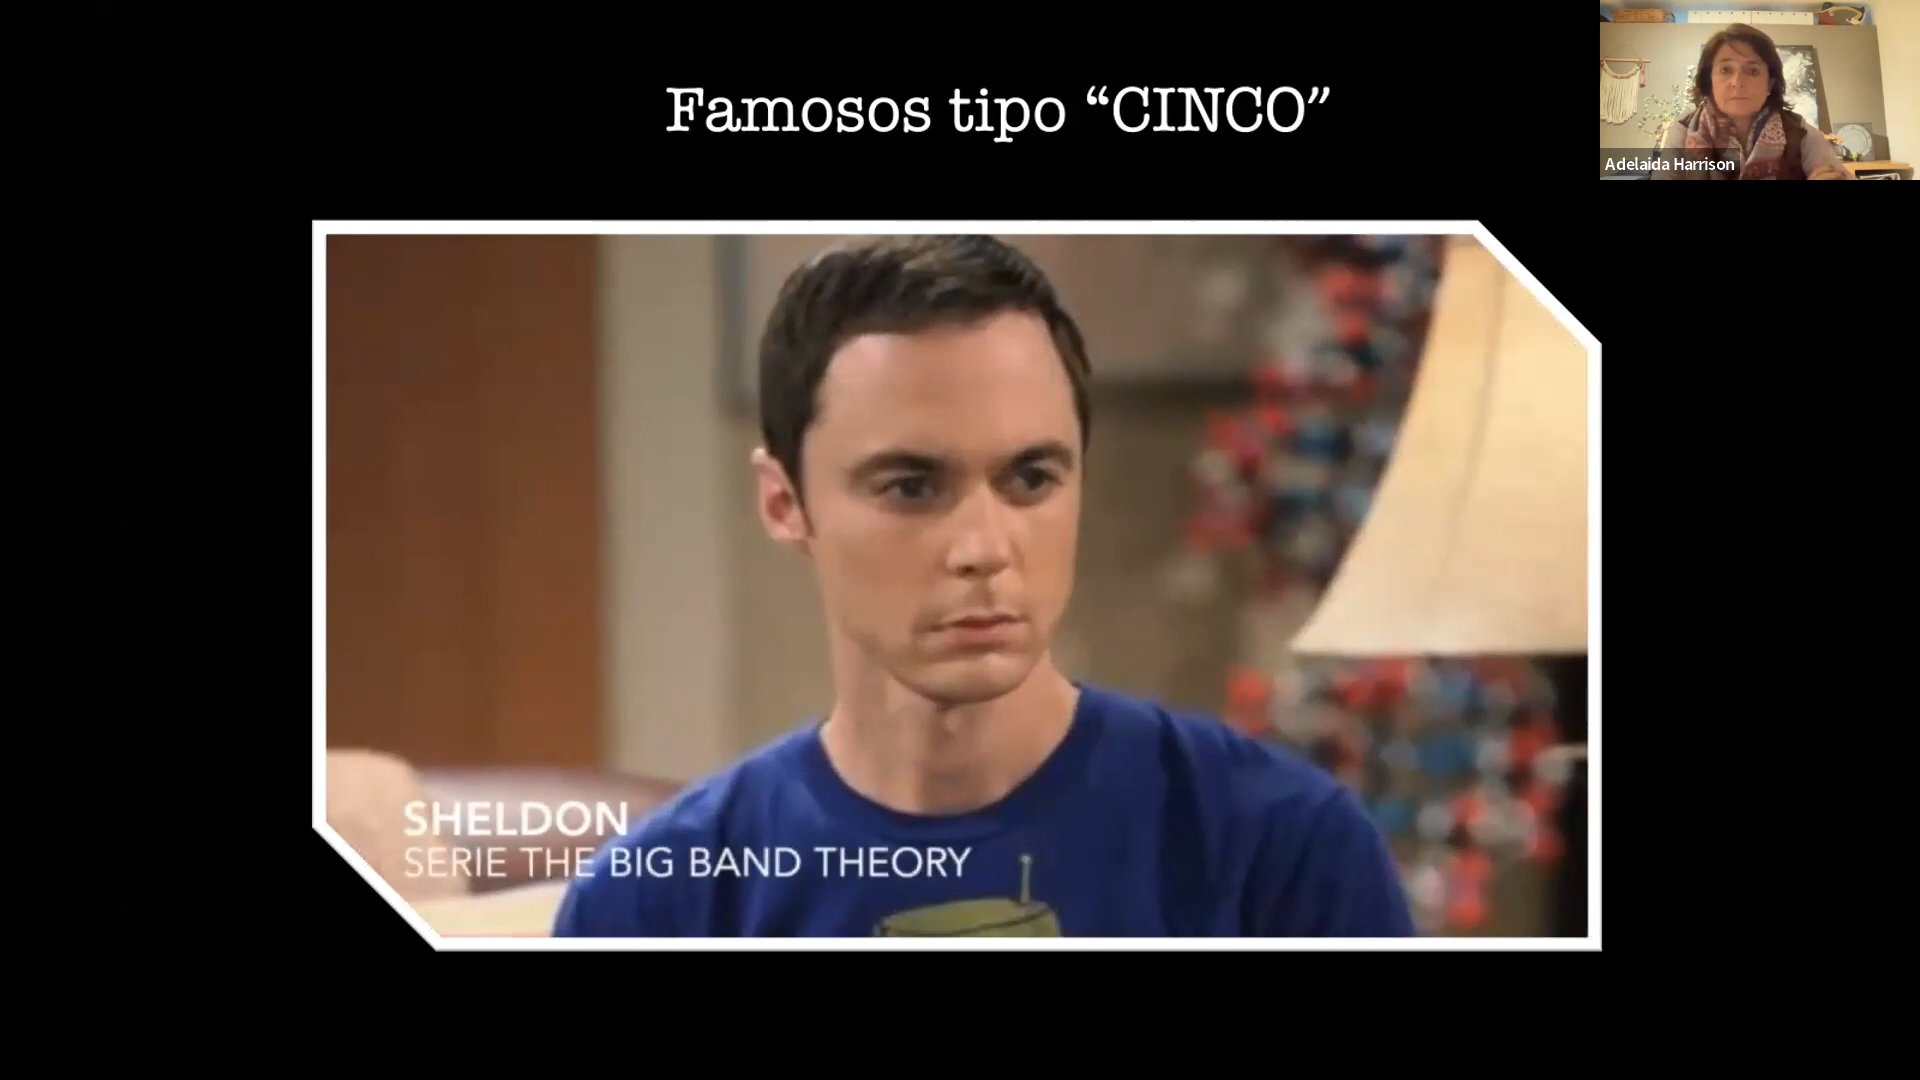 Famosos tipo “CINCO”
Adelaida Harrison
SHELDON
SERIE THE BIG BAND THEORY